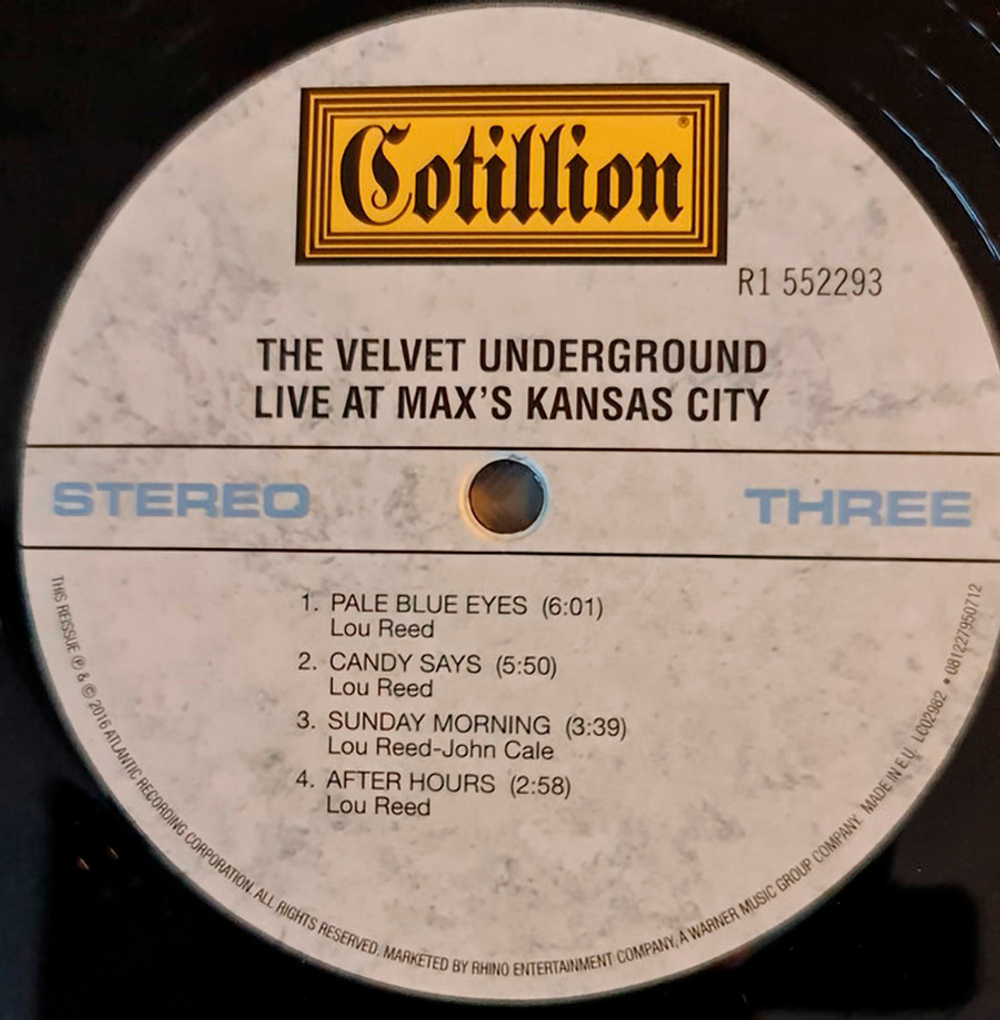 Cotillion®
R1 552293
THE VELVET UNDERGROUND
LIVE AT MAX'S KANSAS CITY
STEREO
THREE
1. PALE BLUE EYES (6:01)
Lou Reed
2. CANDY SAYS (5:50)
Lou Reed
3. SUNDAY MORNING (3:39)
Lou Reed-John Cale
4. AFTER HOURS (2:58)
Lou Reed
THIS REISSUE ℗ & © 2016 ATLANTIC RECORDING CORPORATION. ALL RIGHTS RESERVED. MARKETED BY RHINO ENTERTAINMENT COMPANY, A WARNER MUSIC GROUP COMPANY. MADE IN E.U. LC02982 • 081227950712